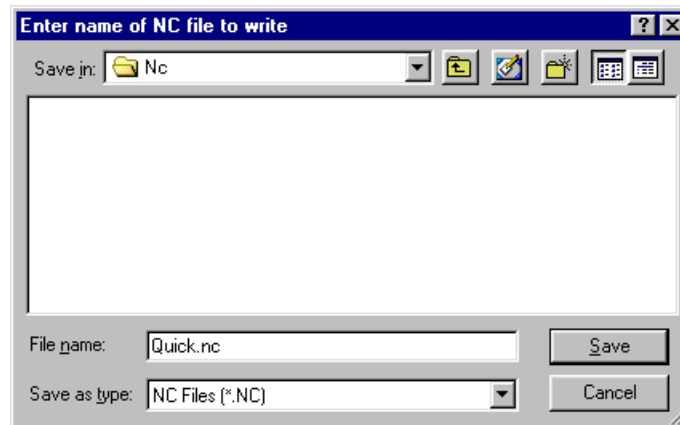 Enter name of NC file to write
Save in: Nc
File name: Quick.nc Save
Save as type: NC Files (*.NC) Cancel